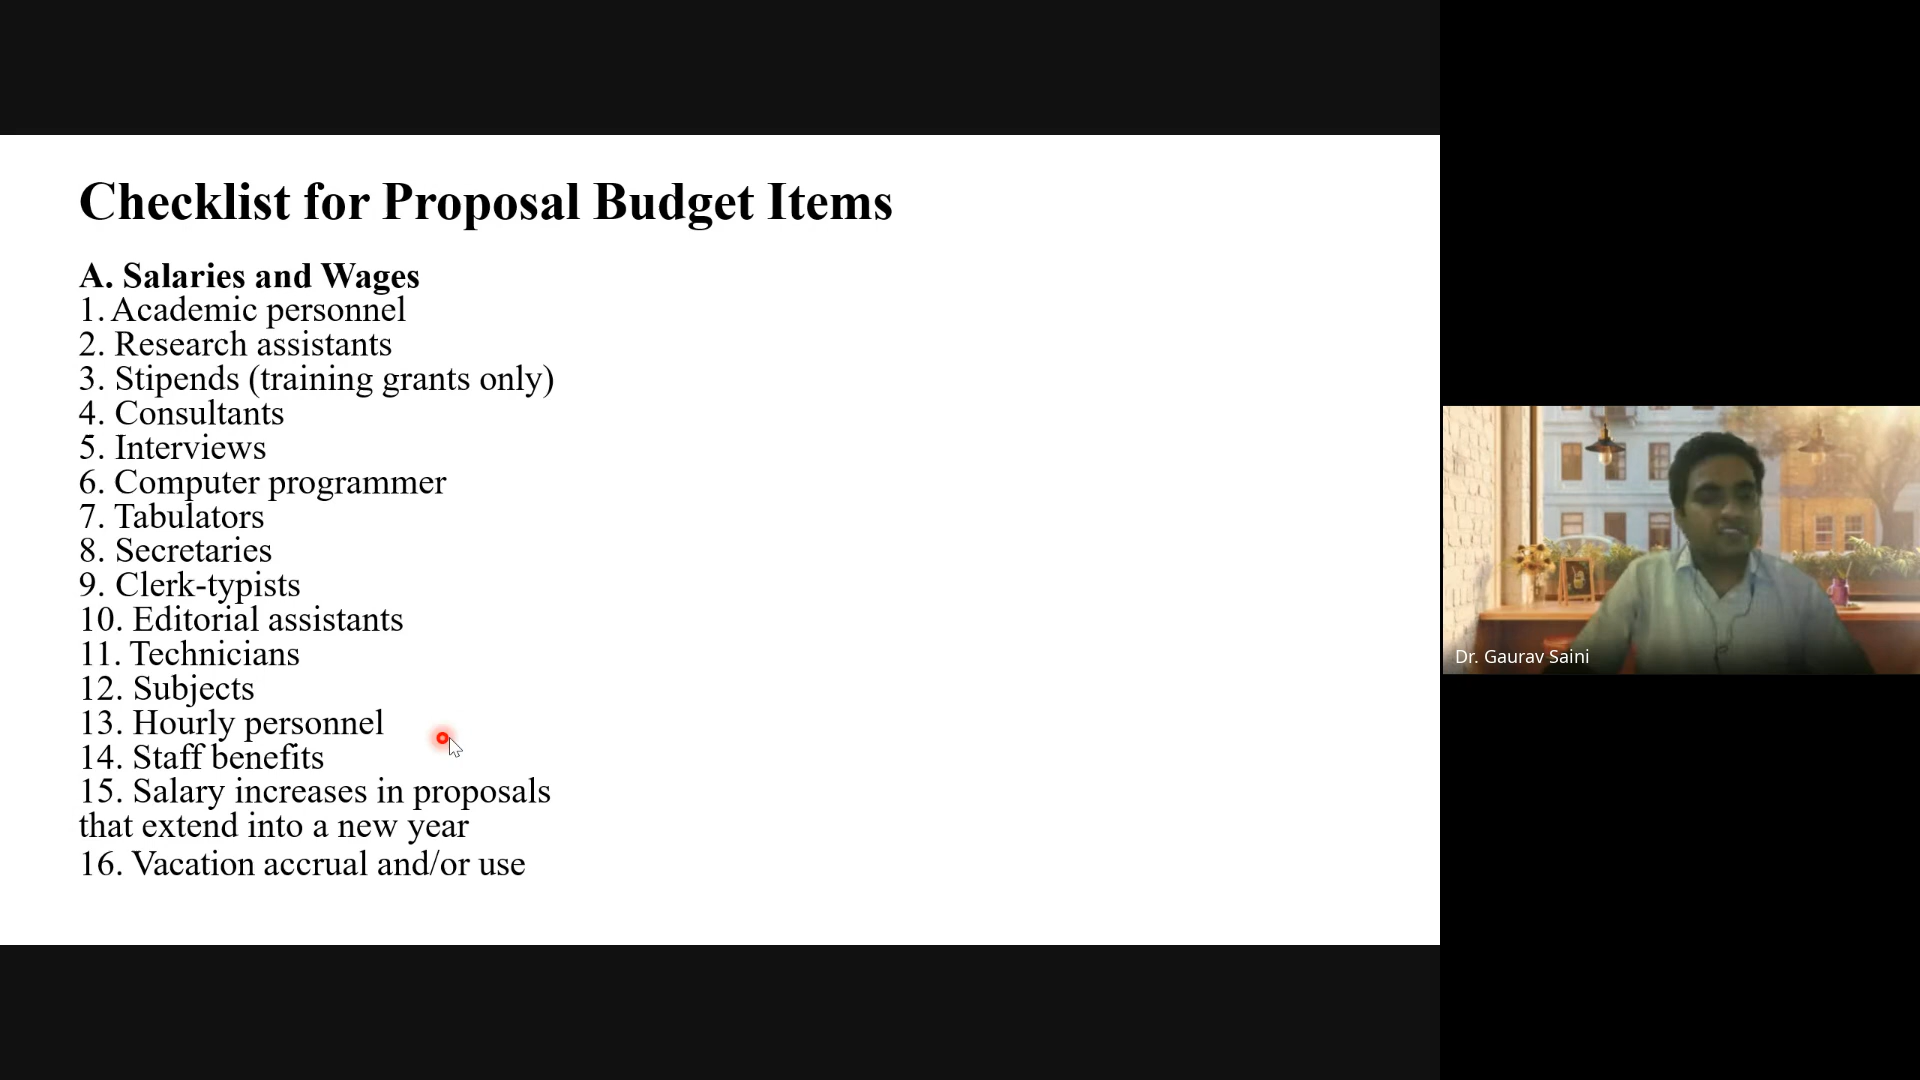 Checklist for Proposal Budget Items
A. Salaries and Wages
1. Academic personnel
2. Research assistants
3. Stipends (training grants only)
4. Consultants
5. Interviews
6. Computer programmer
7. Tabulators
8. Secretaries
9. Clerk-typists
10. Editorial assistants
11. Technicians
12. Subjects
13. Hourly personnel
14. Staff benefits
15. Salary increases in proposals
that extend into a new year
16. Vacation accrual and/or use
Dr. Gaurav Saini